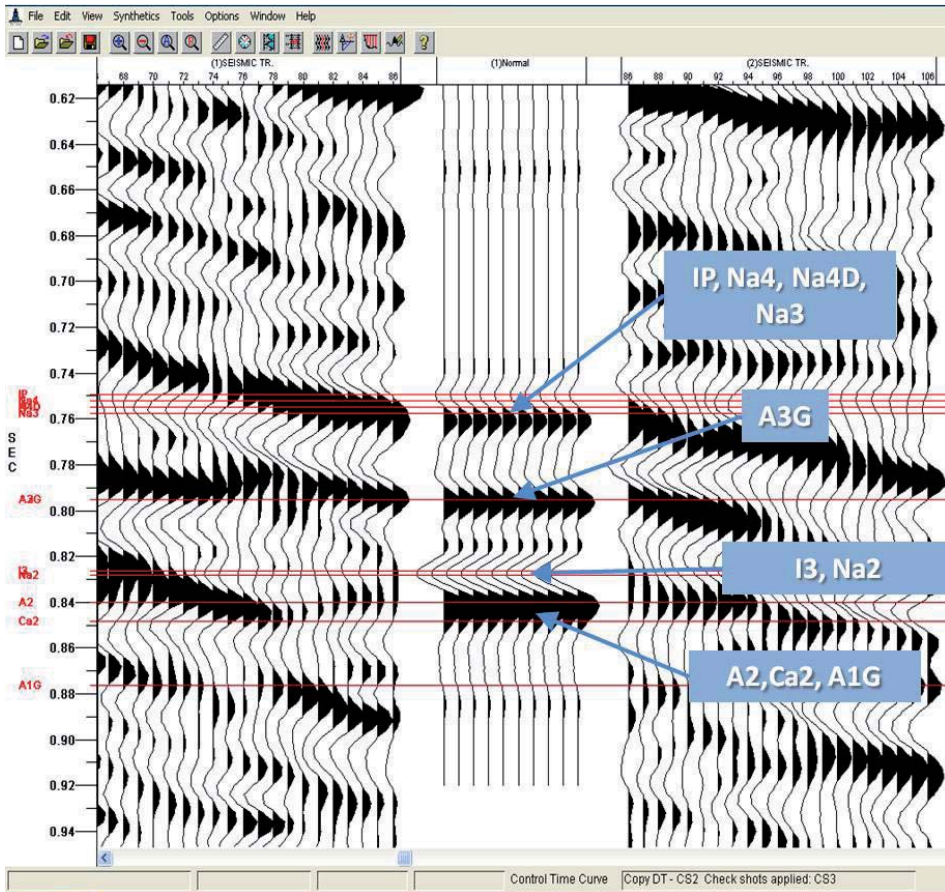 File Edit View Synthetics Tools Options Window Help
(1)SEISMIC TR. (1)Normal (2)SEISMIC TR.
68 70 72 74 76 78 80 82 84 86 86 88 90 92 94 96 98 100 102 104 106
0.62
0.64
0.66
0.68
IP, Na4, Na4D,
Na3
0.70
0.72
0.74
IP
Na4
Na3
0.76
A3G
SEC
0.78
A3G
0.80
0.82
I3
Na2
I3, Na2
A2
0.84
Ca2
0.86
A2,Ca2, A1G
A1G
0.88
0.90
0.92
0.94
Control Time Curve Copy DT - CS2 Check shots applied: CS3